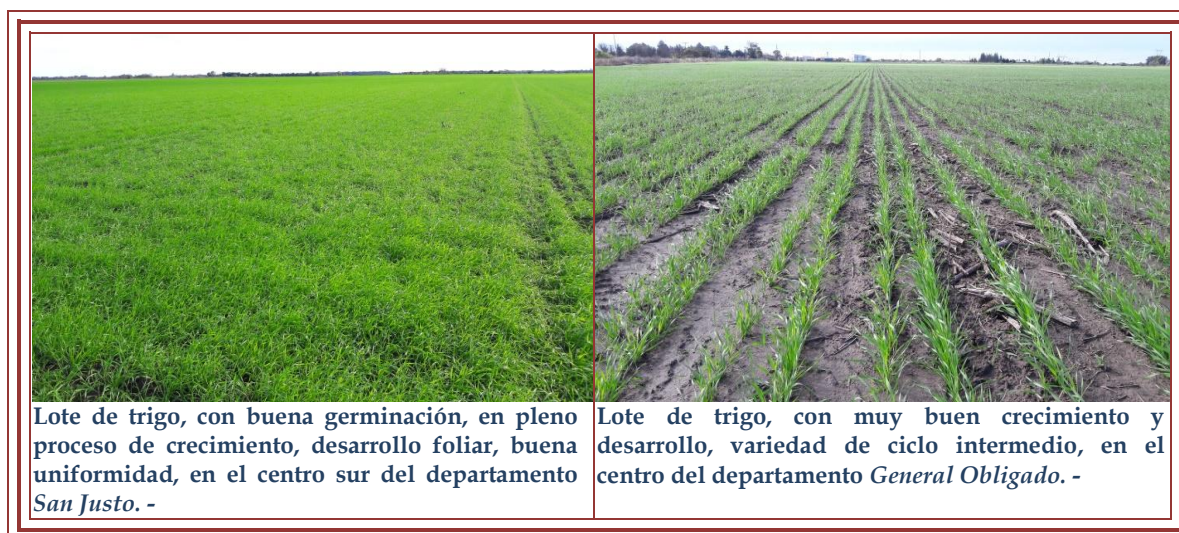 Lote de trigo, con buena germinación, en pleno
proceso de crecimiento, desarrollo foliar, buena
uniformidad, en el centro sur del departamento
San Justo. -
Lote de trigo, con muy buen crecimiento y
desarrollo, variedad de ciclo intermedio, en el
centro del departamento General Obligado. -